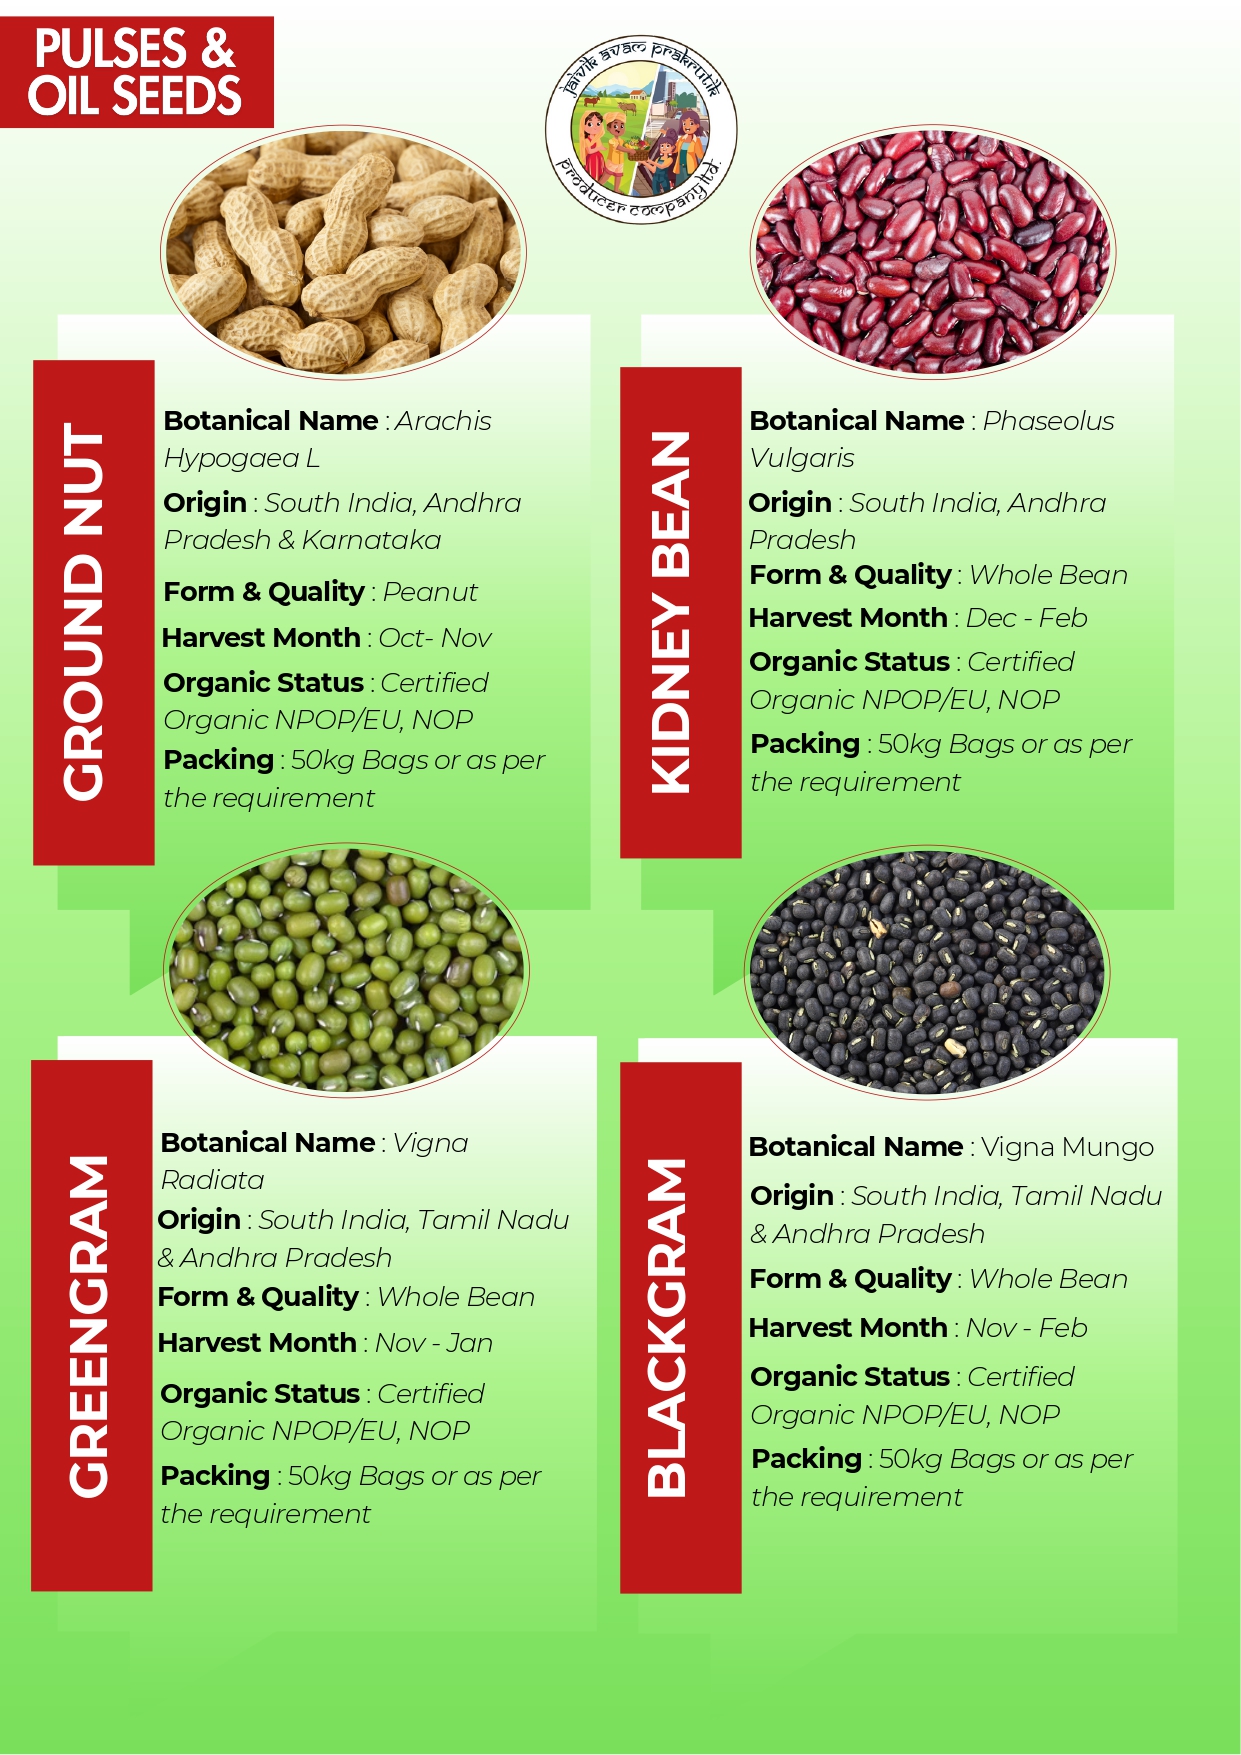 PULSES &
OIL SEEDS
Jaivik avam prakrutik
producer company ltd.
GROUND NUT
Botanical Name : Arachis
Hypogaea L
Origin : South India, Andhra
Pradesh & Karnataka
Form & Quality : Peanut
Harvest Month : Oct- Nov
Organic Status : Certified
Organic NPOP/EU, NOP
Packing : 50kg Bags or as per
the requirement
KIDNEY BEAN
Botanical Name : Phaseolus
Vulgaris
Origin : South India, Andhra
Pradesh
Form & Quality : Whole Bean
Harvest Month : Dec - Feb
Organic Status : Certified
Organic NPOP/EU, NOP
Packing : 50kg Bags or as per
the requirement
GREENGRAM
Botanical Name : Vigna
Radiata
Origin : South India, Tamil Nadu
& Andhra Pradesh
Form & Quality : Whole Bean
Harvest Month : Nov - Jan
Organic Status : Certified
Organic NPOP/EU, NOP
Packing : 50kg Bags or as per
the requirement
BLACKGRAM
Botanical Name : Vigna Mungo
Origin : South India, Tamil Nadu
& Andhra Pradesh
Form & Quality : Whole Bean
Harvest Month : Nov - Feb
Organic Status : Certified
Organic NPOP/EU, NOP
Packing : 50kg Bags or as per
the requirement